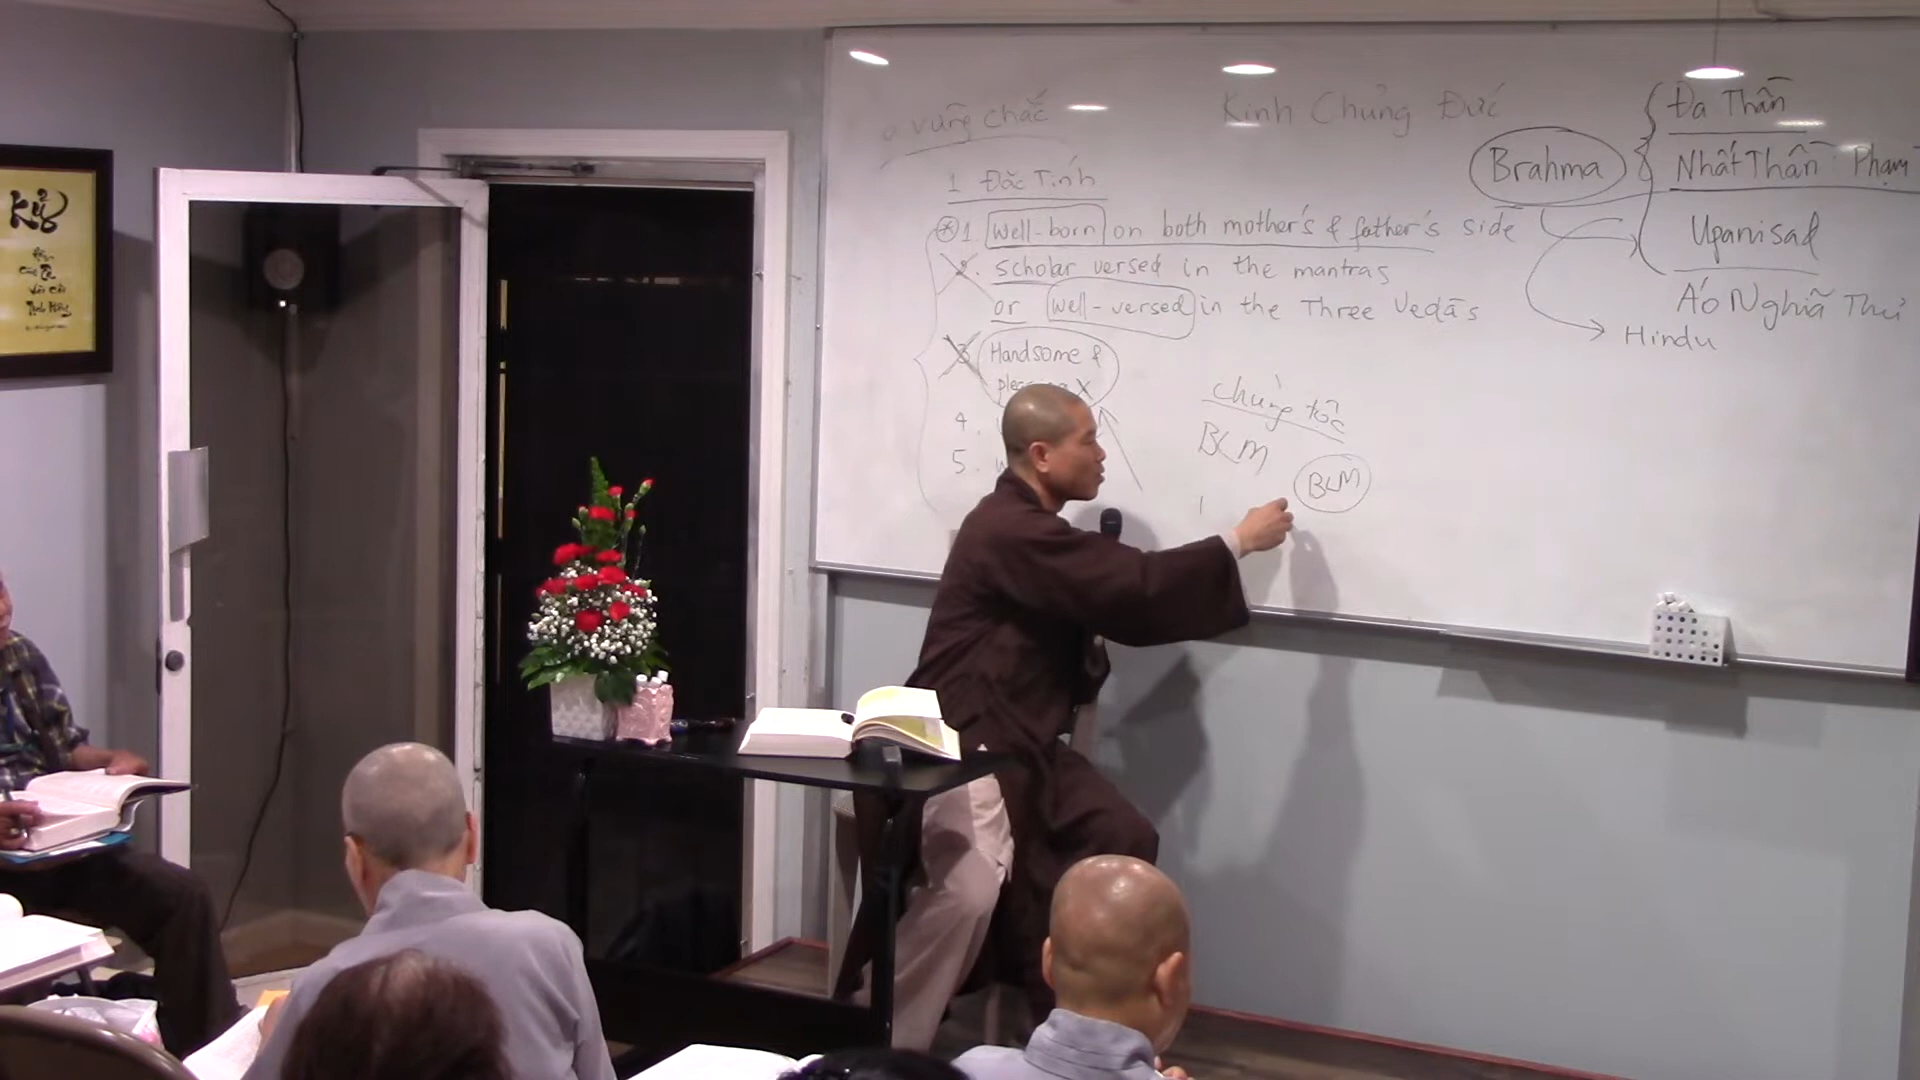 vững chắc
Kinh Chủng Đức
1 Đặc Tính
1. Well-born on both mother's & father's side
2. scholar versed in the mantras
or well-versed in the Three Vedās
3 Handsome &
4.
5.
chủng tộc
BLM
BLM
1
Brahma
Đa Thần
Nhất Thần: Phạm
Upanisad
Áo Nghĩa Thư
Hindu